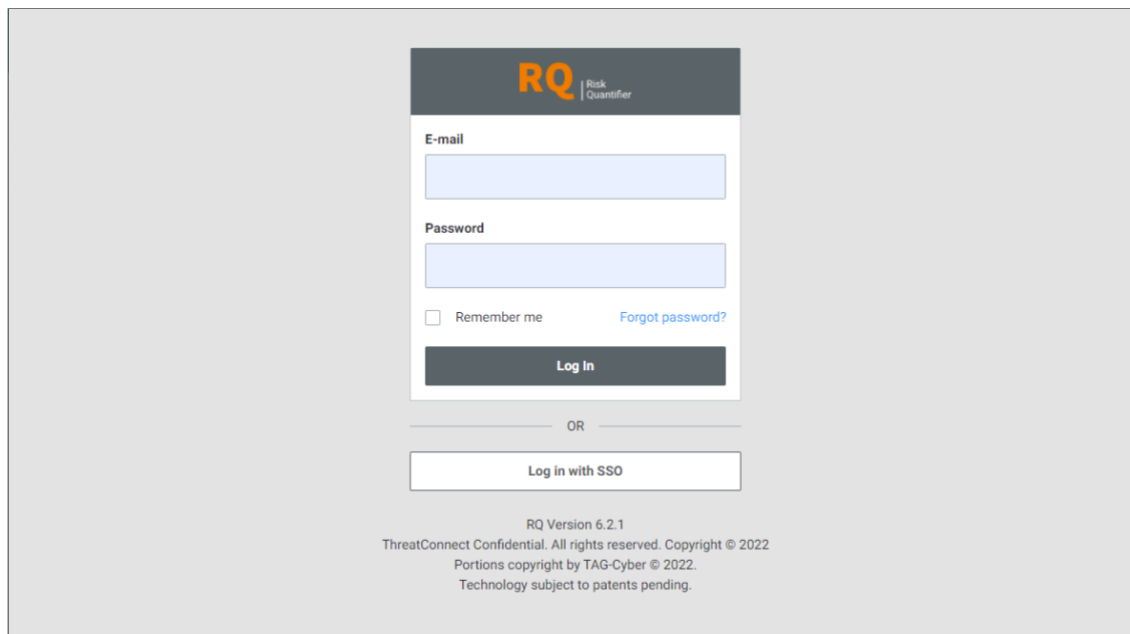 RQ | Risk
Quantifier
E-mail
Password
Remember me
Forgot password?
Log In
OR
Log in with SSO
RQ Version 6.2.1
ThreatConnect Confidential. All rights reserved. Copyright © 2022
Portions copyright by TAG-Cyber © 2022.
Technology subject to patents pending.